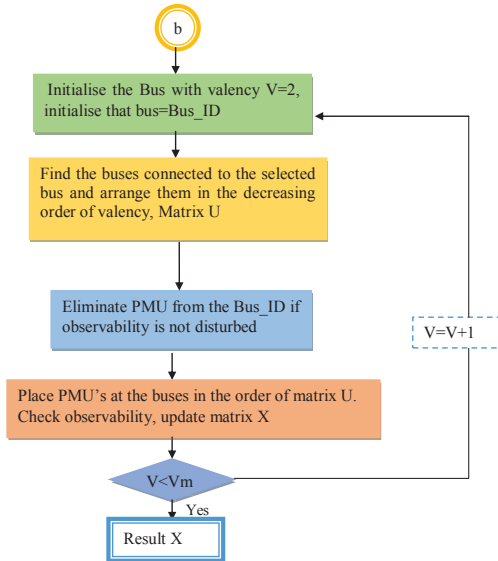 b
Initialise the Bus with valency V=2,
initialise that bus=Bus_ID
Find the buses connected to the selected
bus and arrange them in the decreasing
order of valency, Matrix U
Eliminate PMU from the Bus_ID if
observability is not disturbed
V=V+1
Place PMU's at the buses in the order of matrix U.
Check observability, update matrix X
V<Vm
Yes
Result X